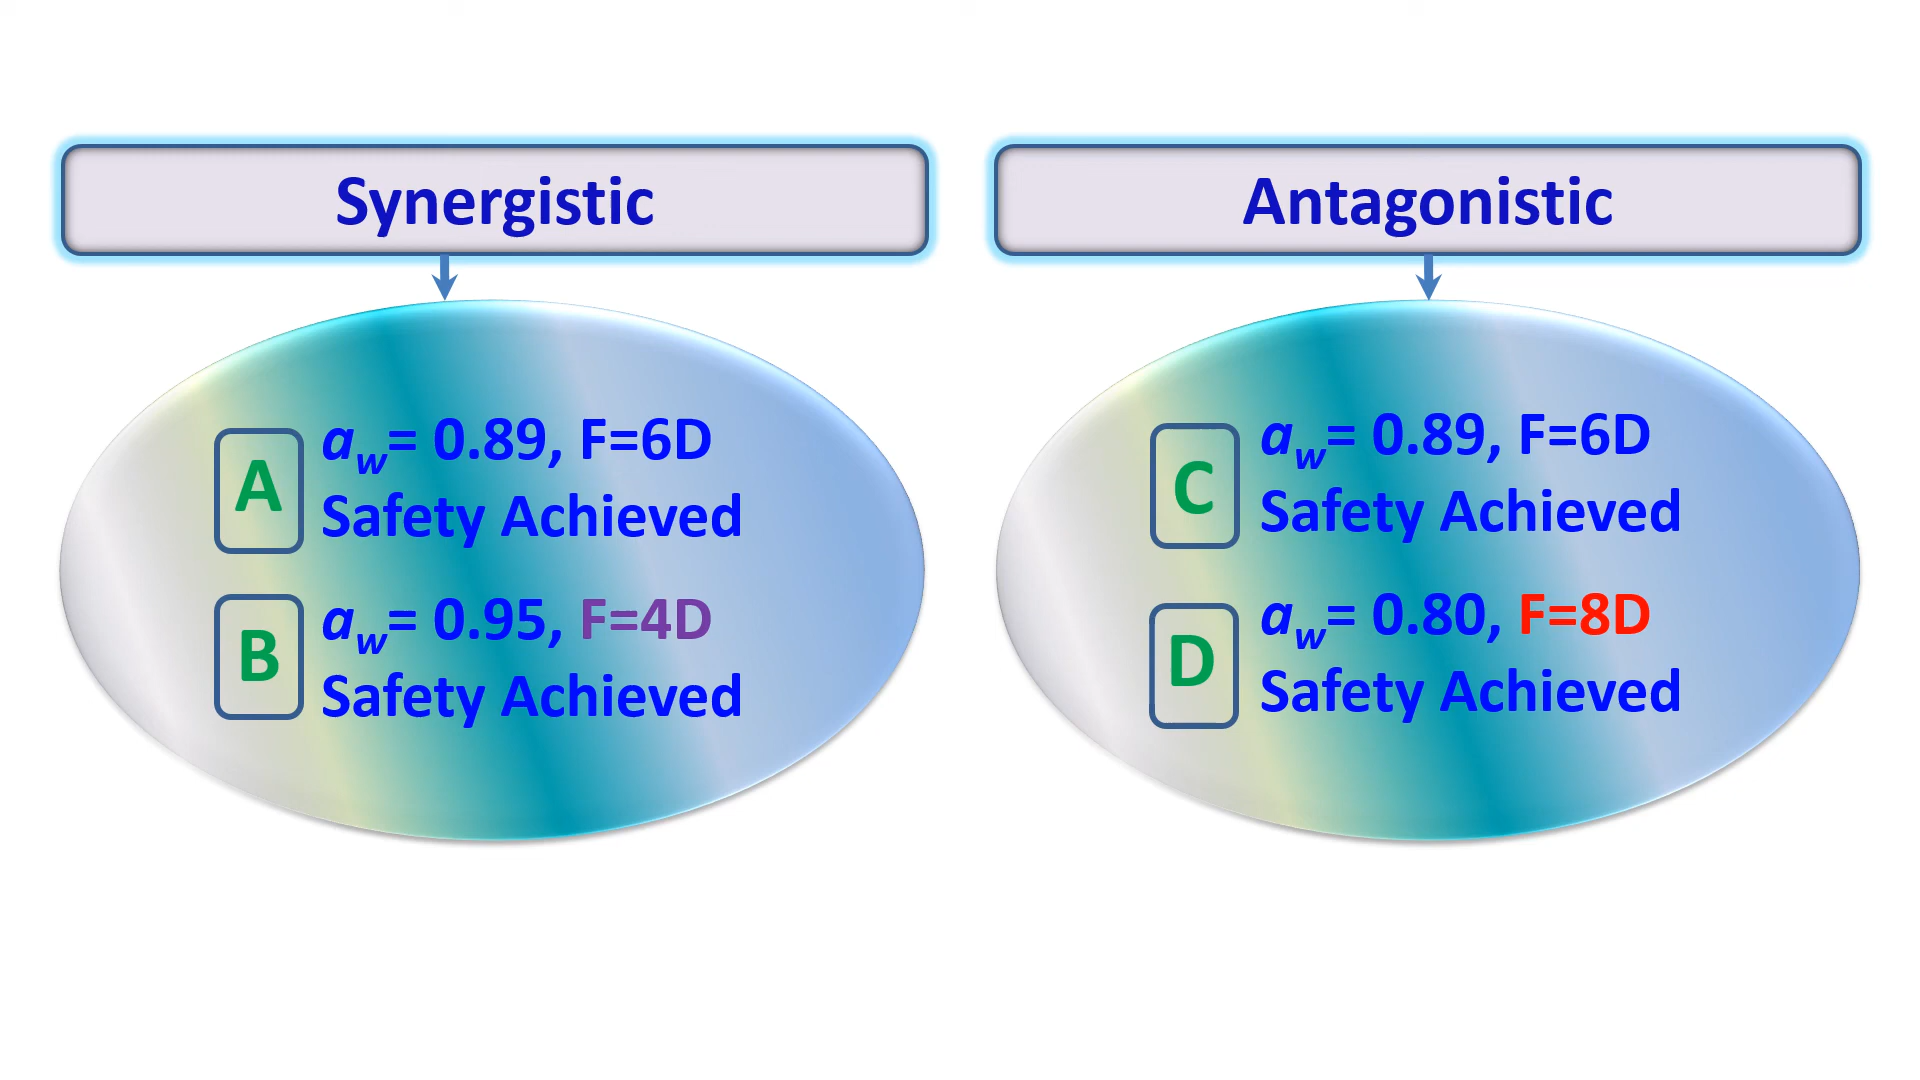 Synergistic
A
aw= 0.89, F=6D
Safety Achieved
B
aw= 0.95, F=4D
Safety Achieved
Antagonistic
C
aw= 0.89, F=6D
Safety Achieved
D
aw= 0.80, F=8D
Safety Achieved